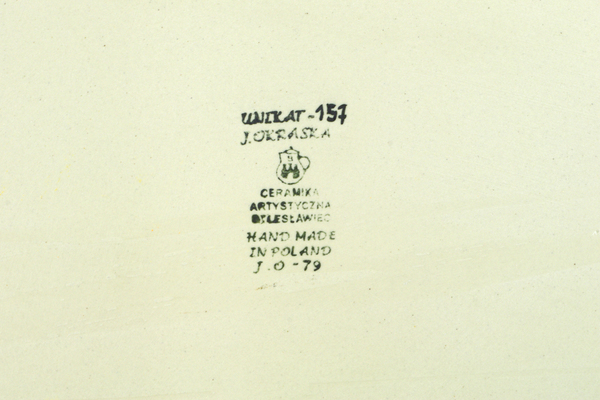 UNIKAT-157
J.OKRASKA
CERAMIKA
ARTYSTYCZNA
BOLESŁAWIEC
HAND MADE
IN POLAND
J.O-79